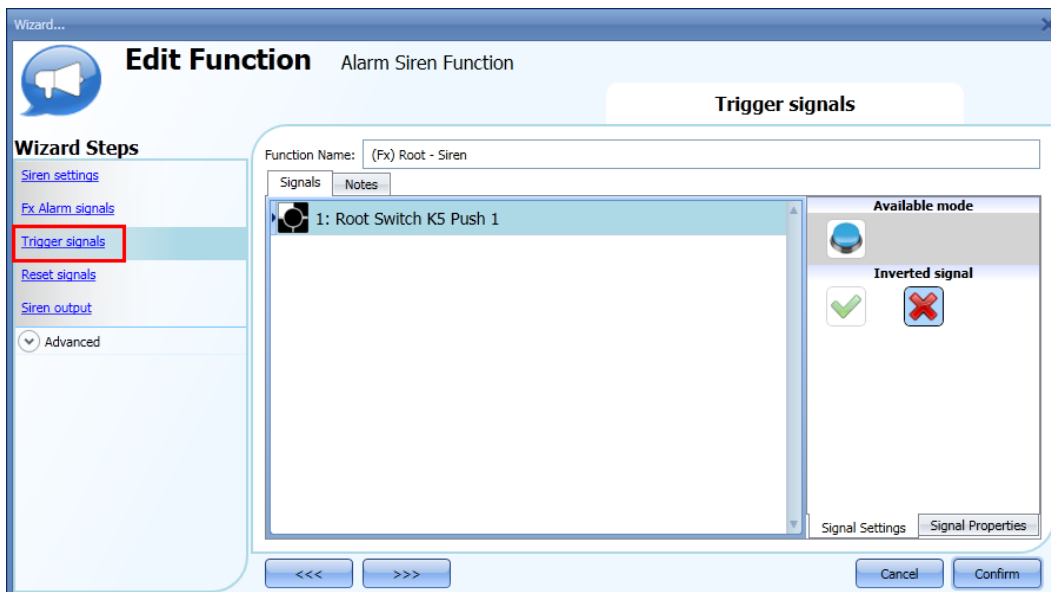 Wizard...
Edit Function Alarm Siren Function
Trigger signals
Wizard Steps
Siren settings
Fx Alarm signals
Trigger signals
Reset signals
Siren output
Advanced
Function Name: (Fx) Root - Siren
Signals Notes
1: Root Switch K5 Push 1
Available mode
Inverted signal
Signal Settings Signal Properties
<<< >>> Cancel Confirm